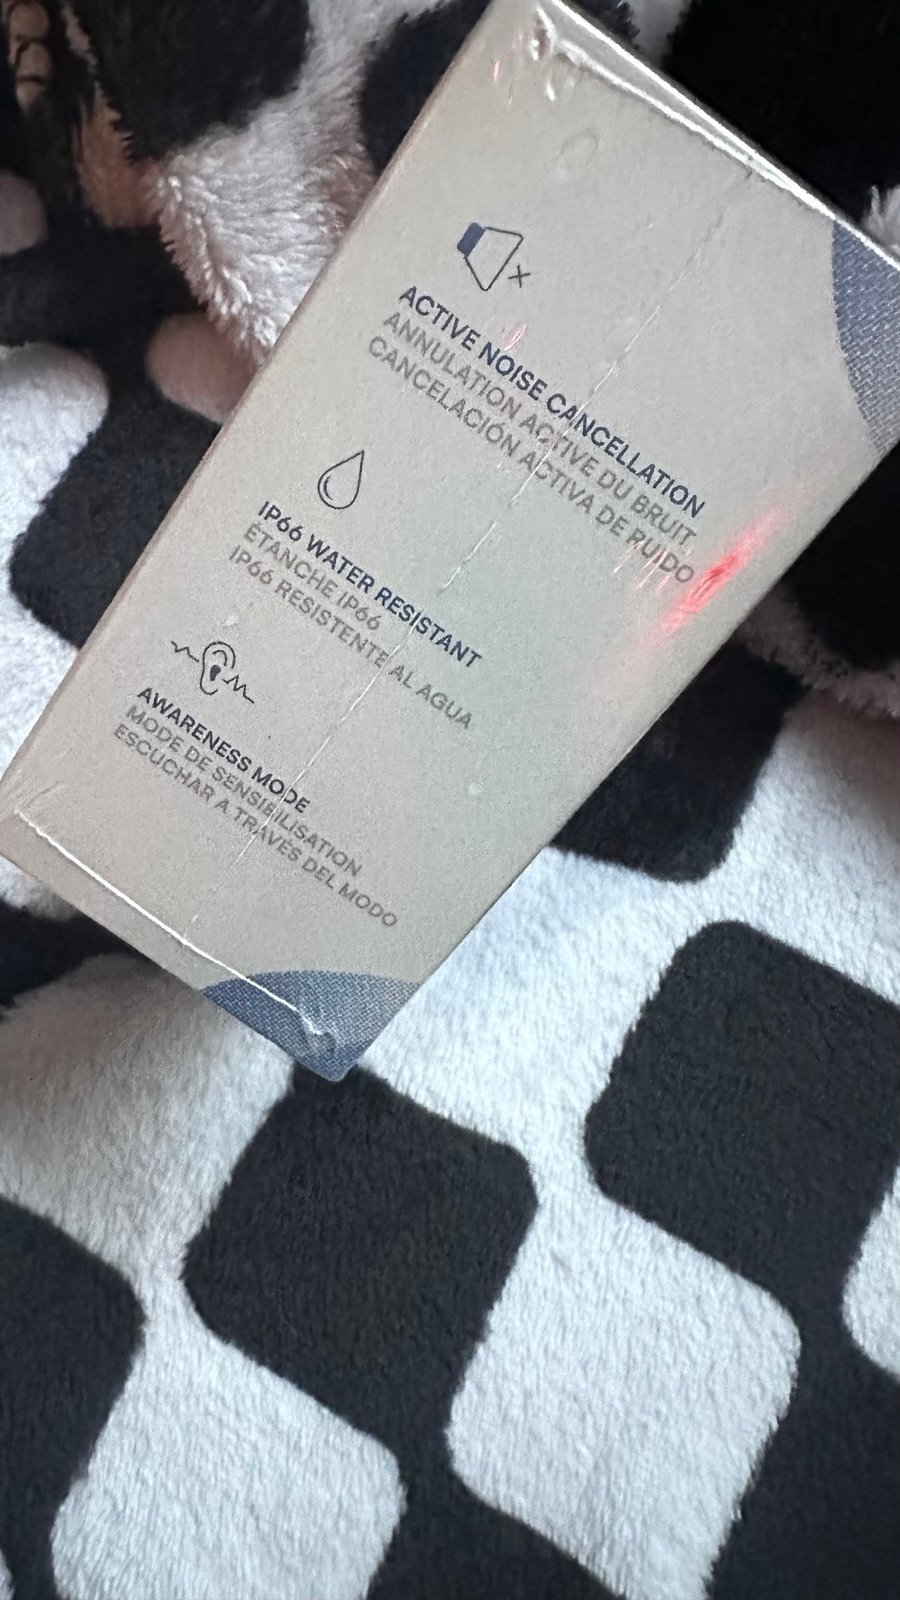 ACTIVE NOISE CANCELLATION
ANNULATION ACTIVE DU BRUIT
CANCELACIÓN ACTIVA DE RUIDO
IP66 WATER RESISTANT
ÉTANCHE IP66
IP66 RESISTENTE AL AGUA
AWARENESS MODE
MODE DE SENSIBILISATION
ESCUCHAR A TRAVÉS DEL MODO